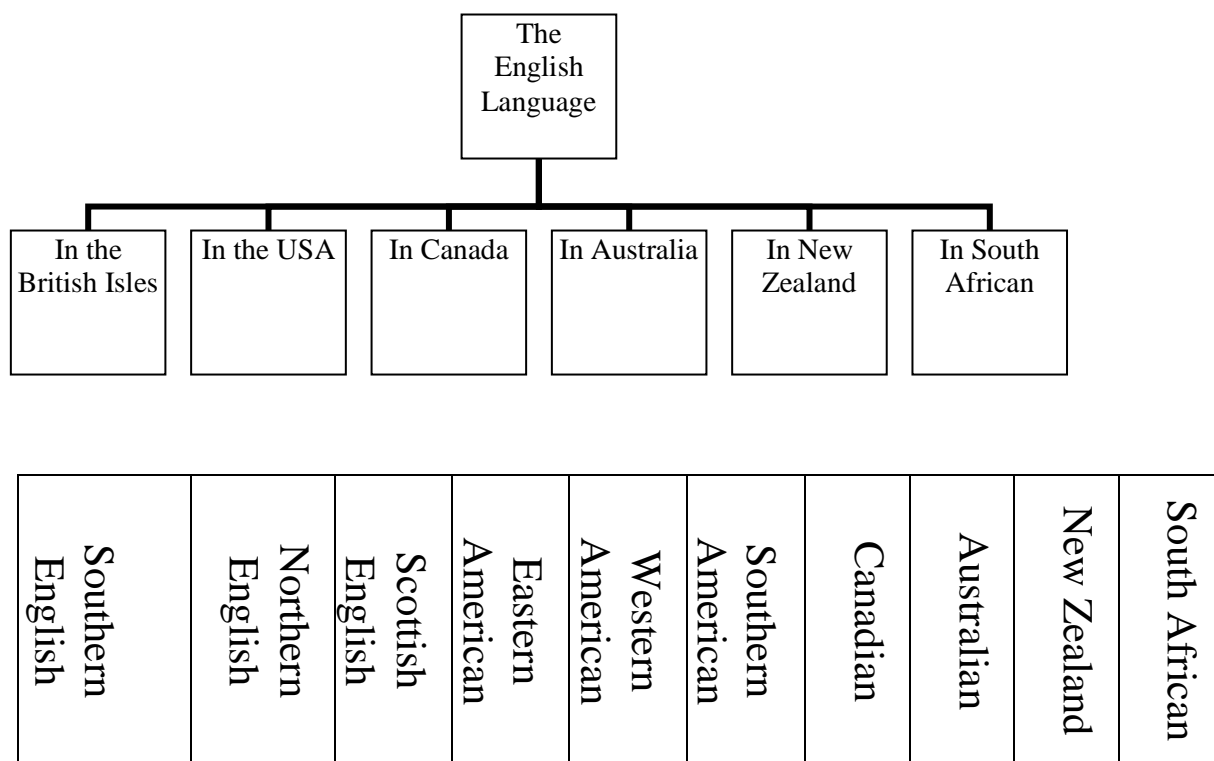 The
English
Language
In the
British Isles
In the USA
In Canada
In Australia
In New
Zealand
In South
African
Southern
English
Northern
English
Scottish
English
Eastern
American
Western
American
Southern
American
Canadian
Australian
New Zealand
South African